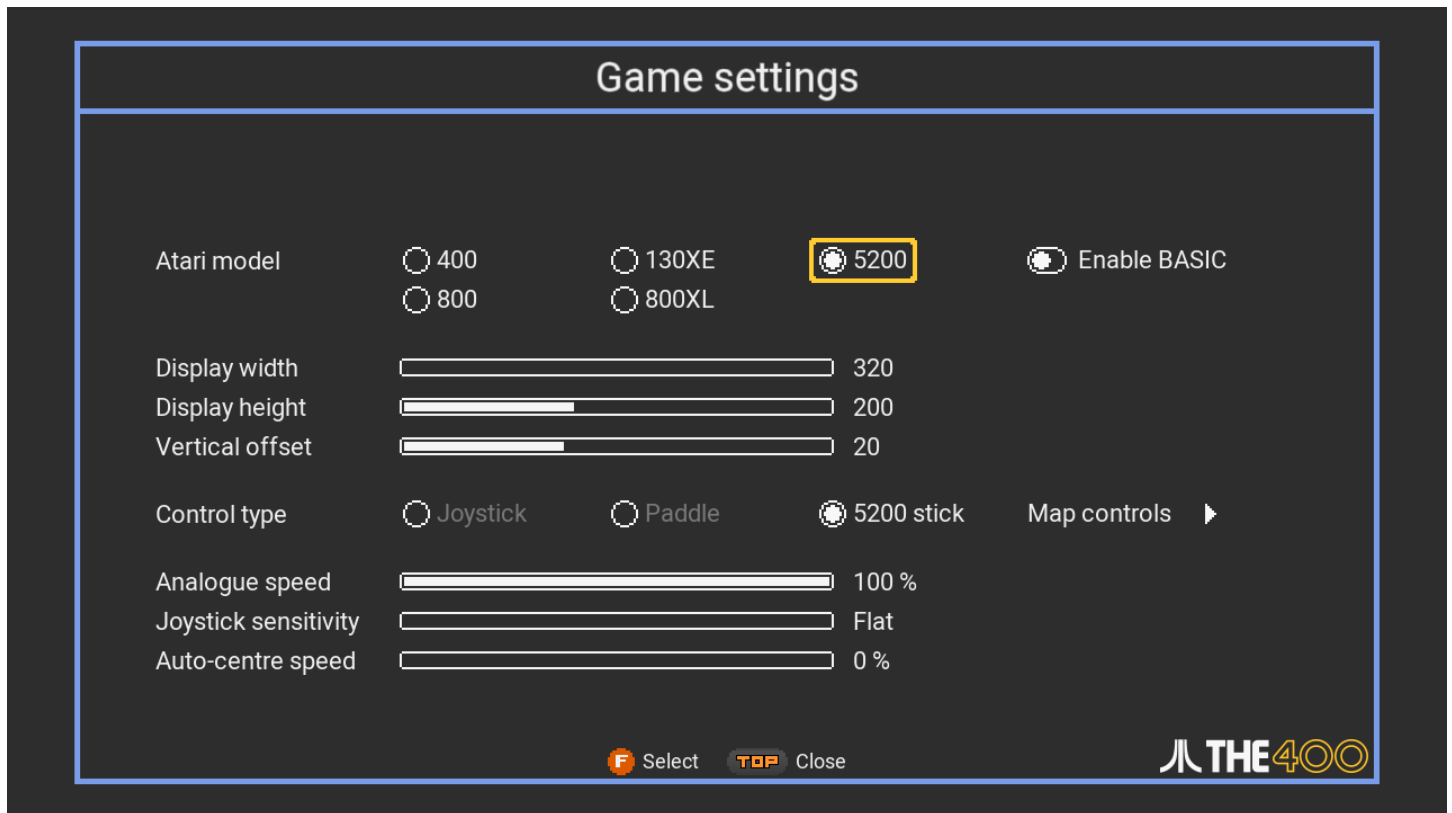 Game settings
Atari model 400 130XE 5200 Enable BASIC
800 800XL
Display width 320
Display height 200
Vertical offset 20
Control type Joystick Paddle 5200 stick Map controls
Analogue speed 100 %
Joystick sensitivity Flat
Auto-centre speed 0 %
F Select TOP Close
THE400